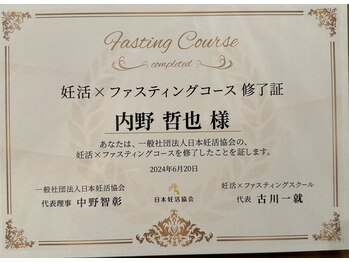 Fasting Course
completed
妊活×ファスティングコース 修了証
内野 哲也 様
あなたは、一般社団法人日本妊活協会の、
妊活×ファスティングコースを修了したことを証します。
2024年6月20日
一般社団法人日本妊活協会
代表理事 中野智彰
日本妊活協会
妊活×ファスティングスクール
代表 古川一就